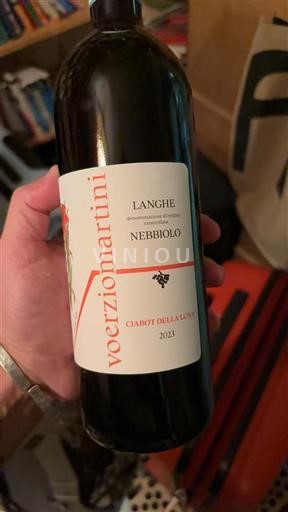 voerziomartini
LANGHE
denominazione di origine
controllata
NEBBIOLO
VINIOU
CIABOT DELLA LUNA
2023